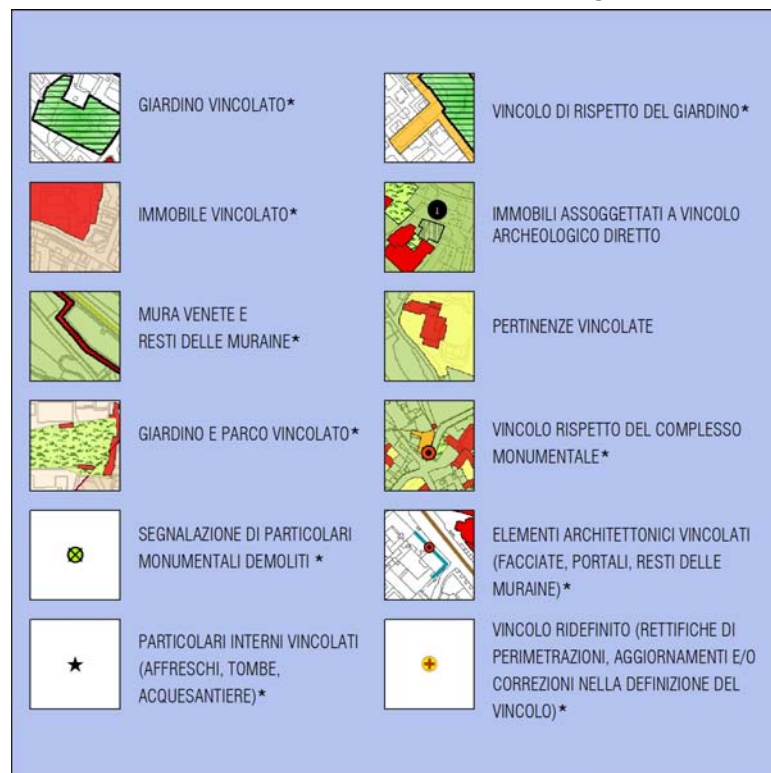 GIARDINO VINCOLATO*
VINCOLO DI RISPETTO DEL GIARDINO*
IMMOBILE VINCOLATO*
IMMOBILI ASSOGGETTATI A VINCOLO
ARCHEOLOGICO DIRETTO
MURA VENETE E
RESTI DELLE MURAINE*
PERTINENZE VINCOLATE
GIARDINO E PARCO VINCOLATO*
VINCOLO RISPETTO DEL COMPLESSO
MONUMENTALE*
SEGNALAZIONE DI PARTICOLARI
MONUMENTALI DEMOLITI *
ELEMENTI ARCHITETTONICI VINCOLATI
(FACCIATE, PORTALI, RESTI DELLE
MURAINE)*
PARTICOLARI INTERNI VINCOLATI
(AFFRESCHI, TOMBE,
ACQUESANTIERE)*
VINCOLO RIDEFINITO (RETTIFICHE DI
PERIMETRAZIONI, AGGIORNAMENTI E/O
CORREZIONI NELLA DEFINIZIONE DEL
VINCOLO)*